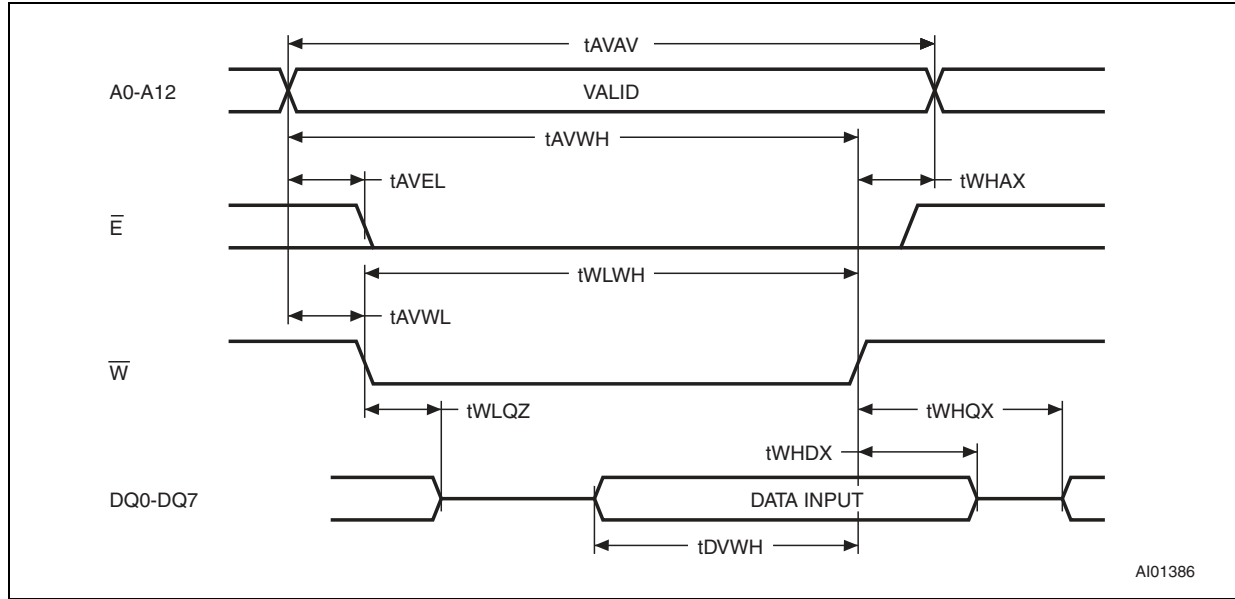 tAVAV
A0-A12
VALID
tAVWH
tAVEL
tWHAX
E̅
tWLWH
tAVWL
W̅
tWLQZ
tWHQX
tWHDX
DQ0-DQ7
DATA INPUT
tDVWH
AI01386